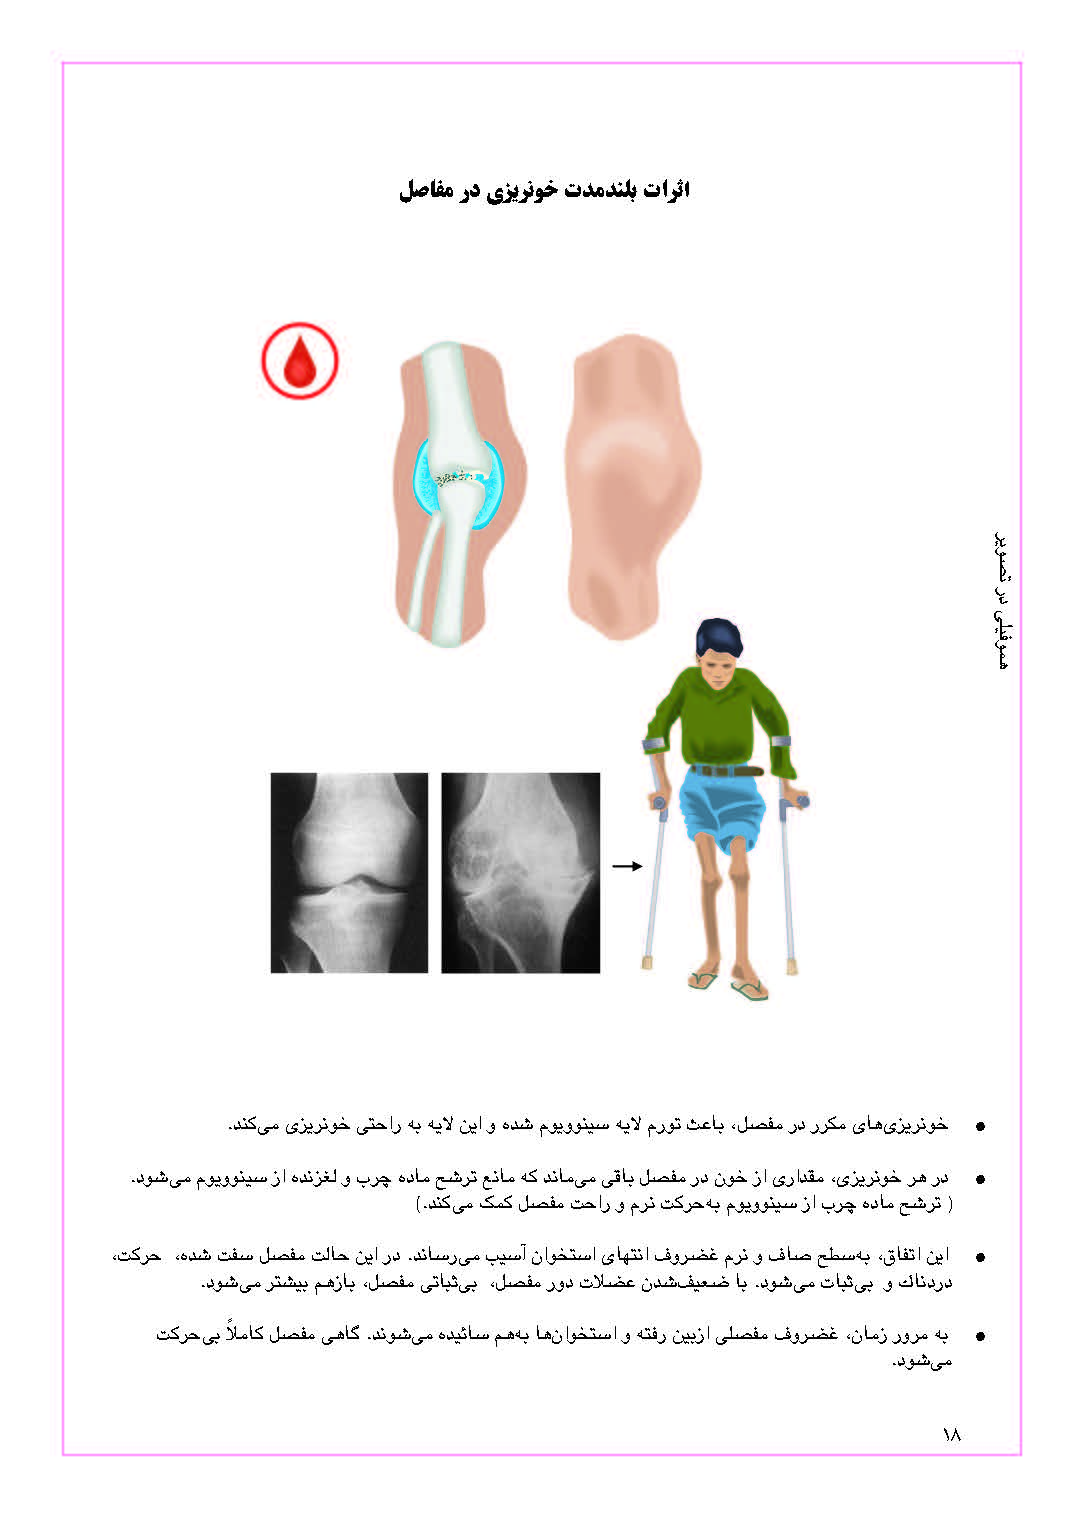 اثرات بلندمدت خونریزی در مفاصل
هموفیلی در تصویر
● خونریزی‌های مکرر در مفصل، باعث تورم لایه سینوویوم شده و این لایه به راحتی خونریزی می‌کند.
● در هر خونریزی، مقداری از خون در مفصل باقی می‌ماند که مانع ترشح ماده چرب و لغزنده از سینوویوم می‌شود.
( ترشح ماده چرب از سینوویوم به‌حرکت نرم و راحت مفصل کمک می‌کند.)
● این اتفاق، به‌سطح صاف و نرم غضروف انتهای استخوان آسیب می‌رساند. در این حالت مفصل سفت شده، حرکت،
دردناك و بی‌ثبات می‌شود. با ضعیف‌شدن عضلات دور مفصل، بی‌ثباتی مفصل، بازهم بیشتر می‌شود.
● به مرور زمان، غضروف مفصلی ازبین رفته و استخوان‌ها به‌هم سائیده می‌شوند. گاهی مفصل کاملاً بی‌حرکت
می‌شود.
۱۸